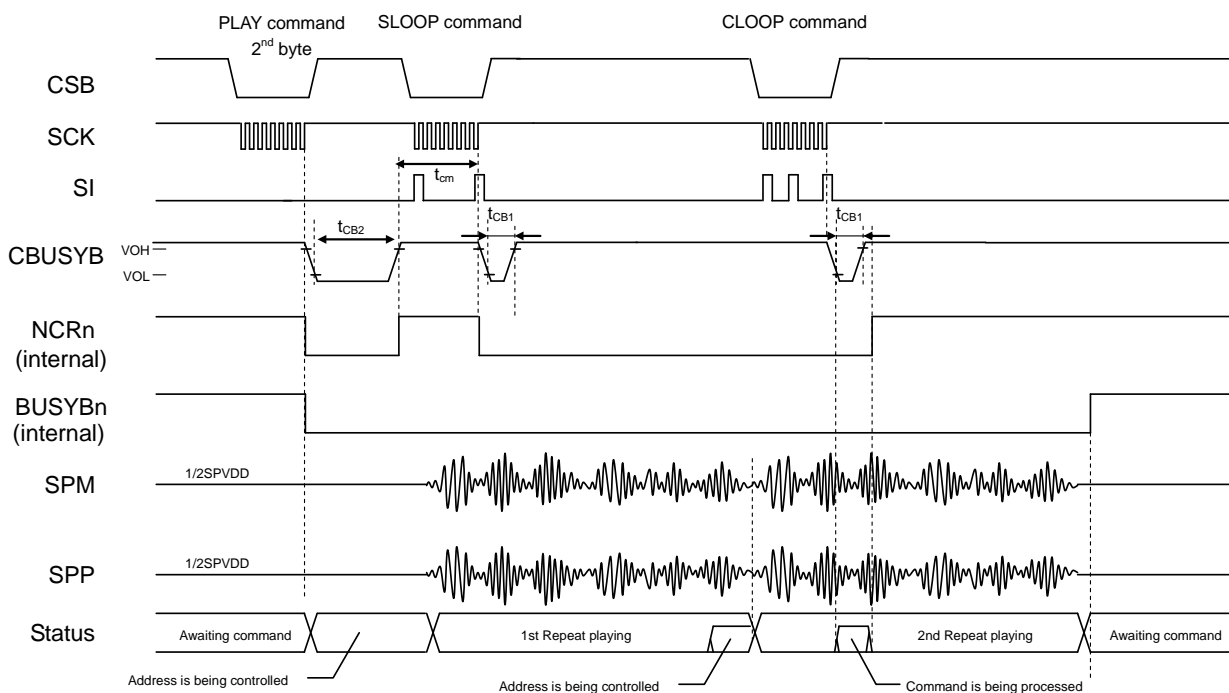 PLAY command
2nd byte
SLOOP command
CLOOP command
CSB
SCK
SI
tcm
tCB2
tCB1
tCB1
CBUSYB
VOH
VOL
NCRn
(internal)
BUSYBn
(internal)
SPM
1/2SPVDD
SPP
1/2SPVDD
Status
Awaiting command
1st Repeat playing
2nd Repeat playing
Awaiting command
Address is being controlled
Address is being controlled
Command is being processed